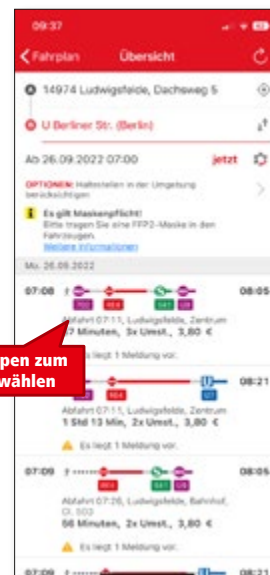 09:37
Fahrplan Übersicht
14974 Ludwigsfelde, Dachsweg 5
U Berliner Str. (Berlin)
Ab 26.09.2022 07:00 jetzt
OPTIONEN: Haltestellen in der Umgebung
berücksichtigen
Es gilt Maskenpflicht!
Bitte tragen Sie eine FFP2-Maske in den
Fahrzeugen.
Weitere Informationen
Mo. 26.09.2022
07:08 08:05
RE4 U9
Abfahrt 07:11, Ludwigsfelde, Zentrum
7 Minuten, 3x Umst., 3,80 €
Es liegt 1 Meldung vor.
pen zum
wählen
08:21
RE4 U7
Abfahrt 07:11, Ludwigsfelde, Zentrum
1 Std 13 Min, 2x Umst., 3,80 €
Es liegt 1 Meldung vor.
07:09 08:05
RE4 U9
Abfahrt 07:26, Ludwigsfelde, Bahnhof,
56 Minuten, 2x Umst., 3,80 €
Es liegt 1 Meldung vor.
07:09 08:21